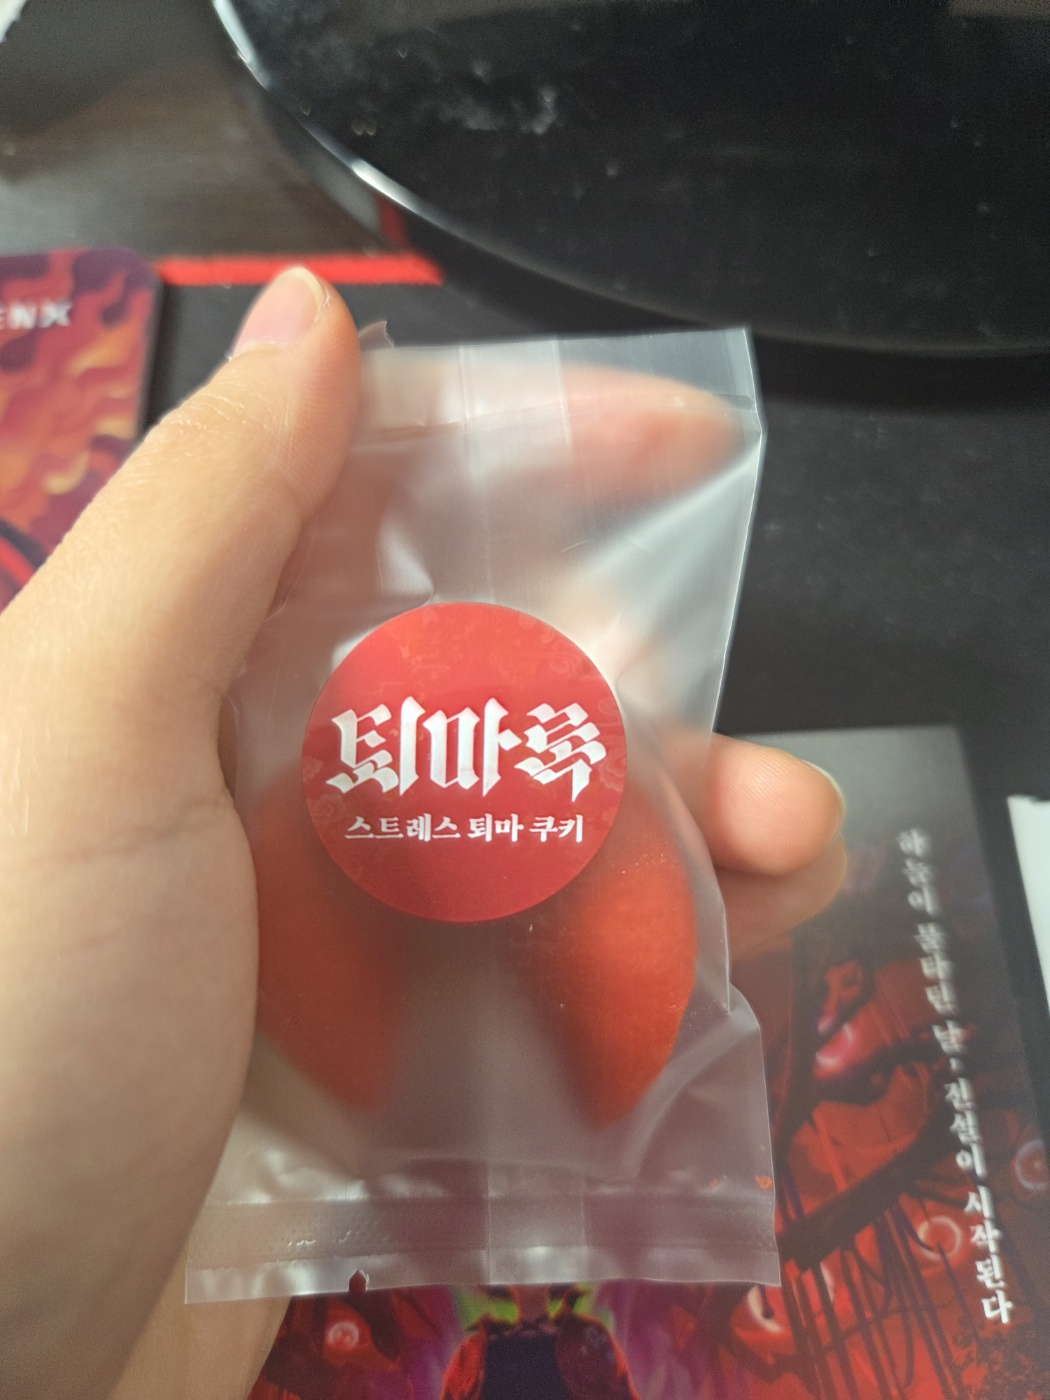 ENX
퇴마록
스트레스 퇴마 쿠키
하늘이 불타던 날, 전설이 시작된다